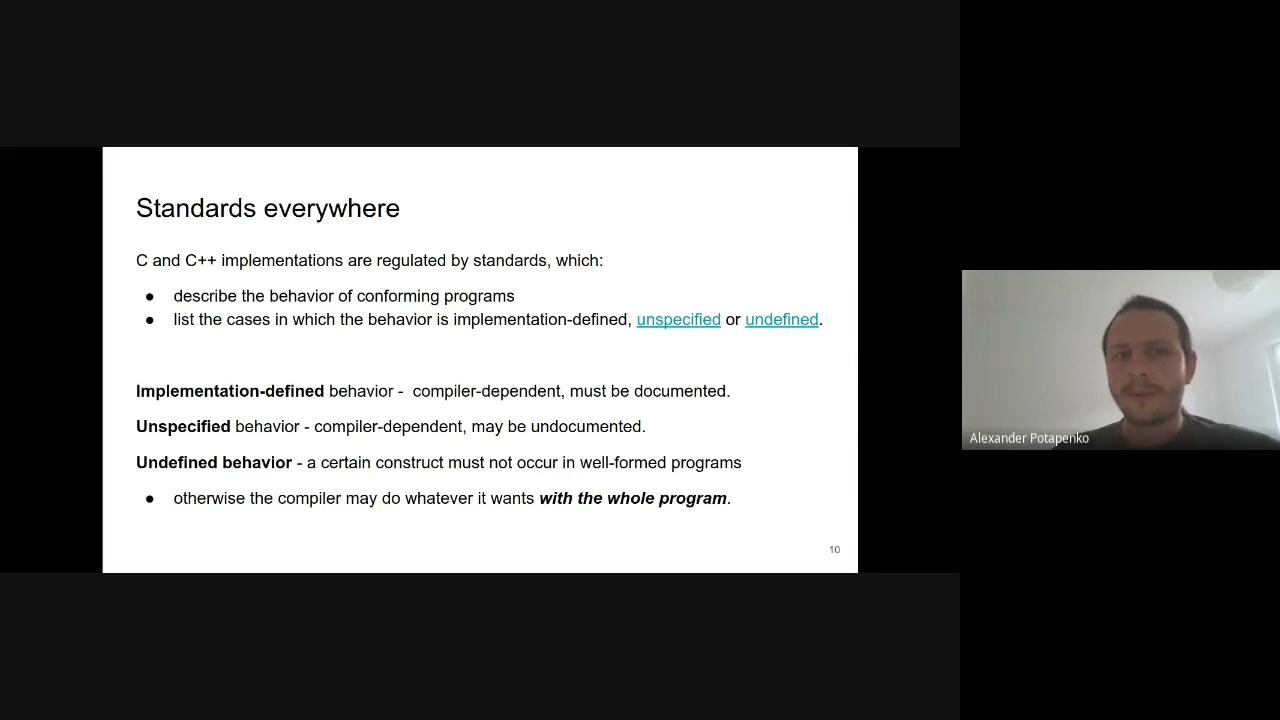 Standards everywhere
C and C++ implementations are regulated by standards, which:
● describe the behavior of conforming programs
● list the cases in which the behavior is implementation-defined, unspecified or undefined.
Implementation-defined behavior - compiler-dependent, must be documented.
Unspecified behavior - compiler-dependent, may be undocumented.
Undefined behavior - a certain construct must not occur in well-formed programs
● otherwise the compiler may do whatever it wants with the whole program.
10
Alexander Potapenko